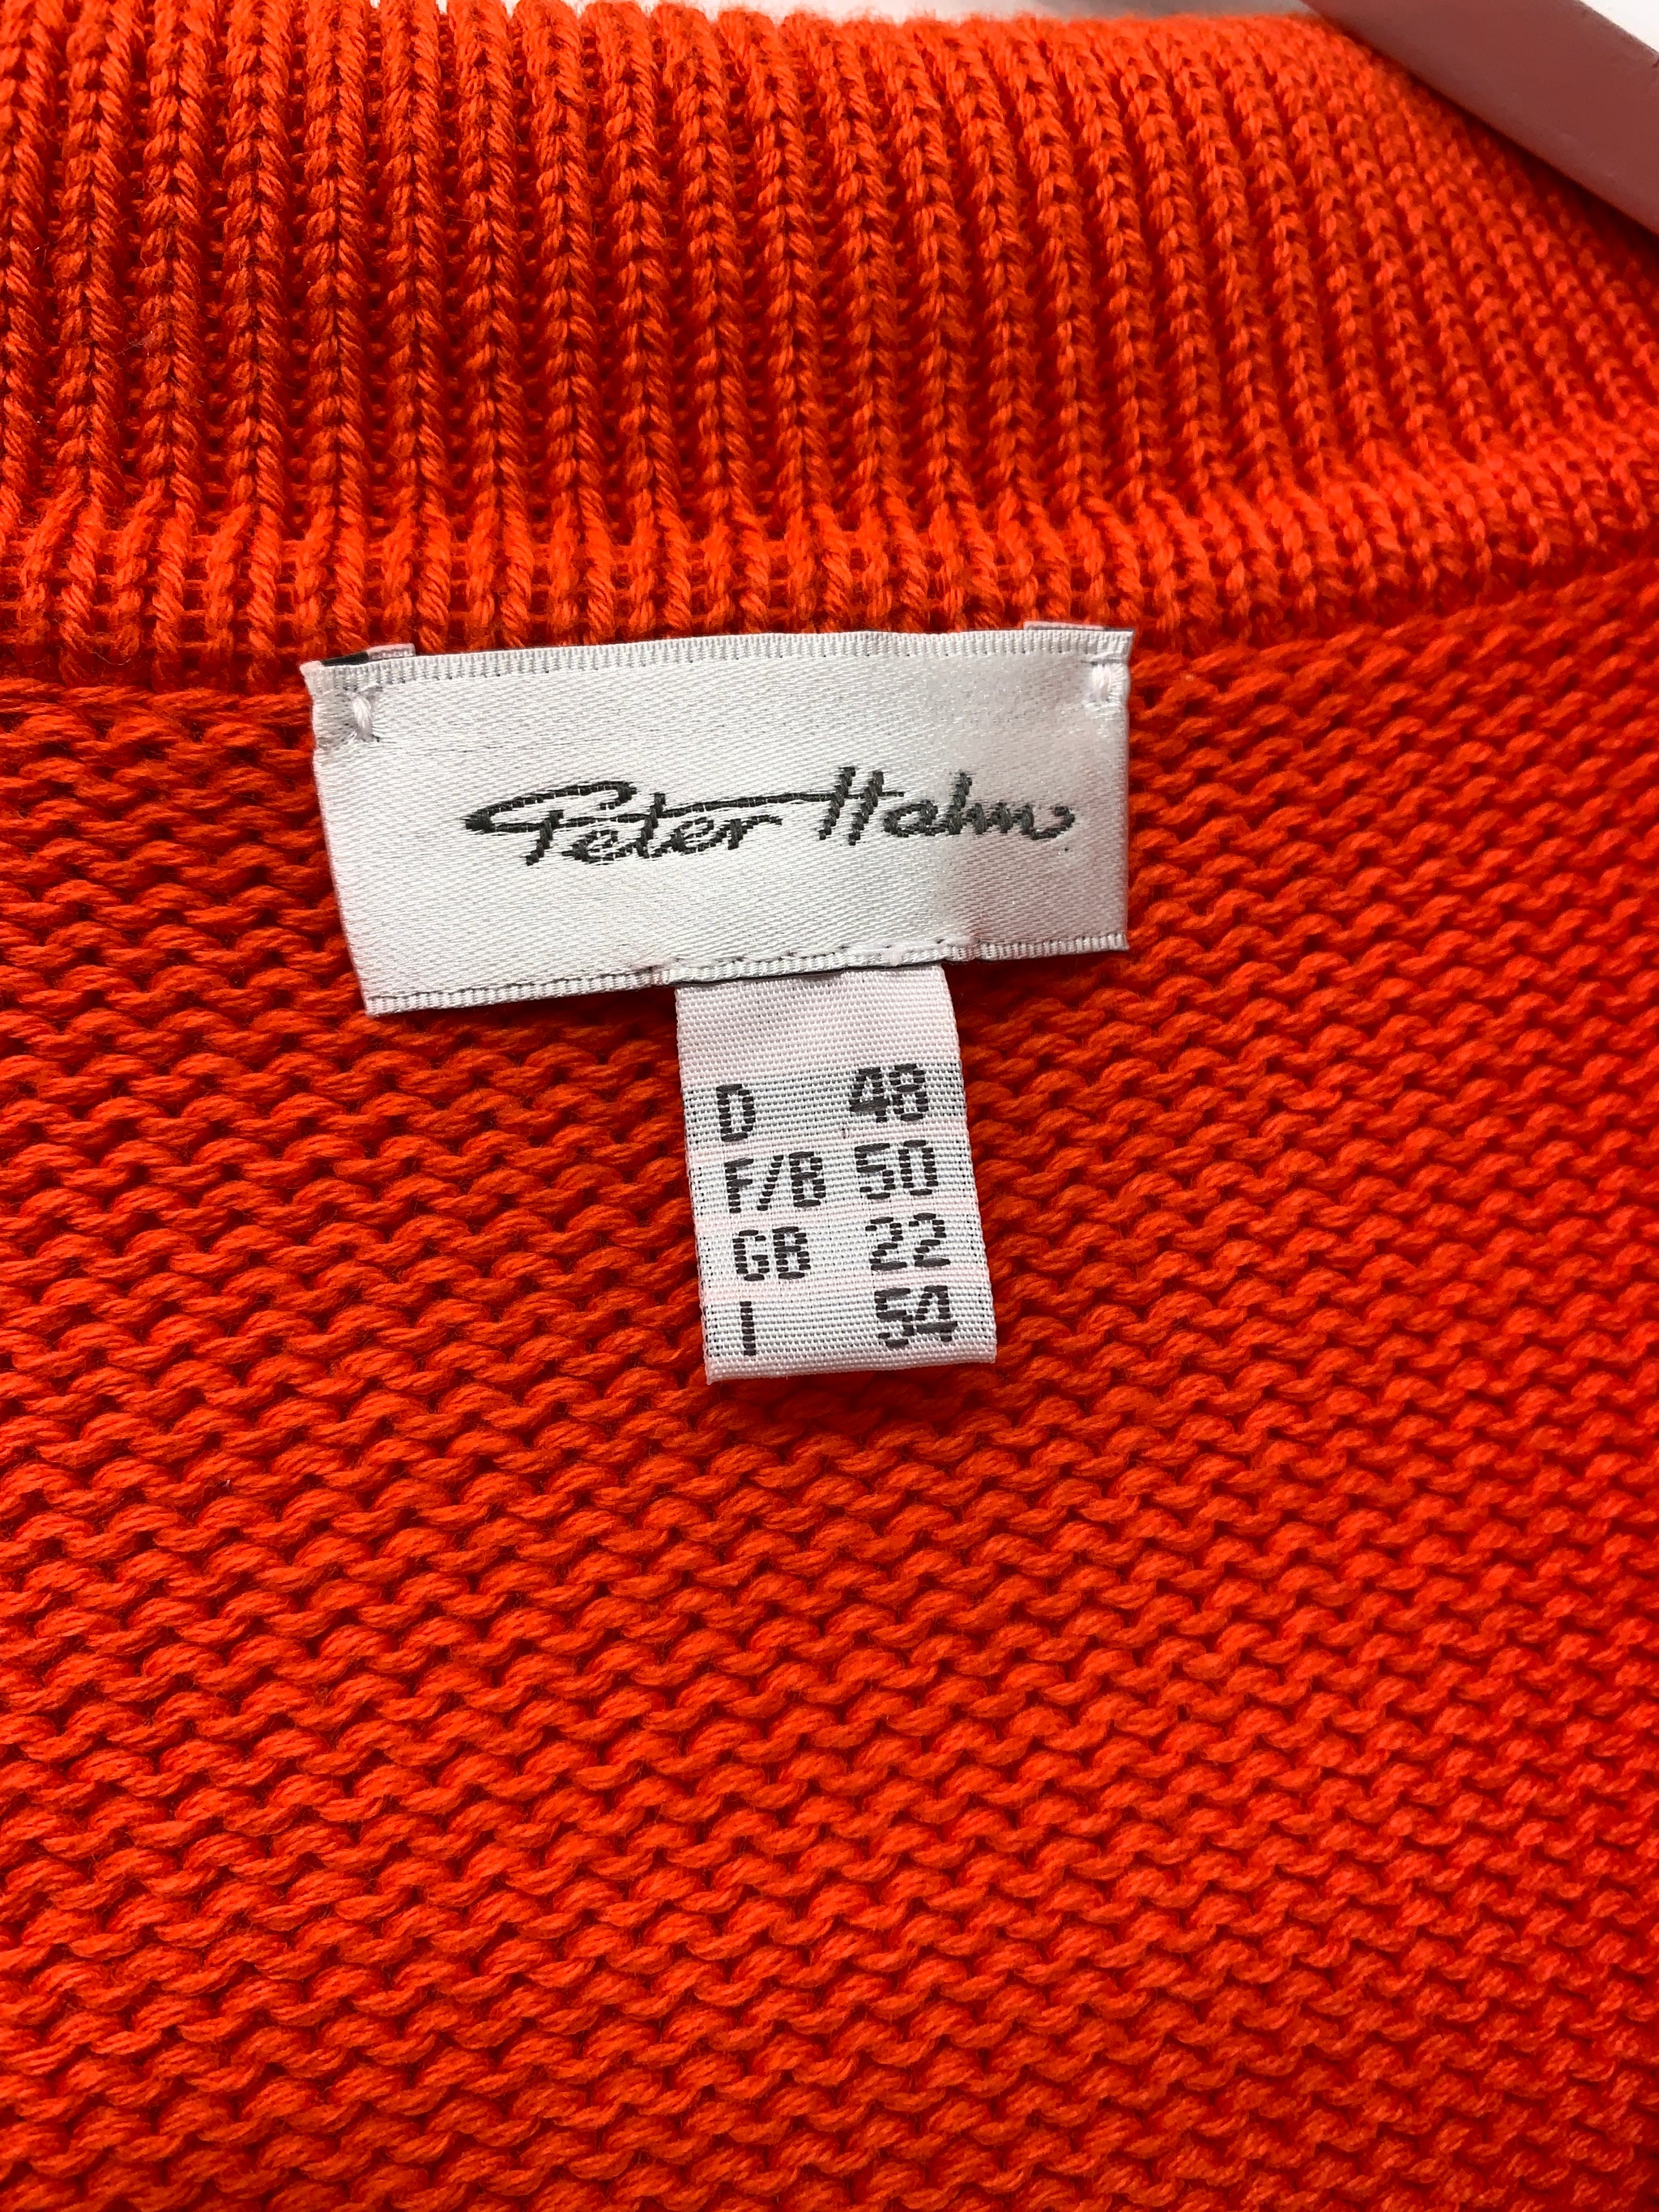 Peter Hahn
D 48
F/B 50
GB 22
I 54